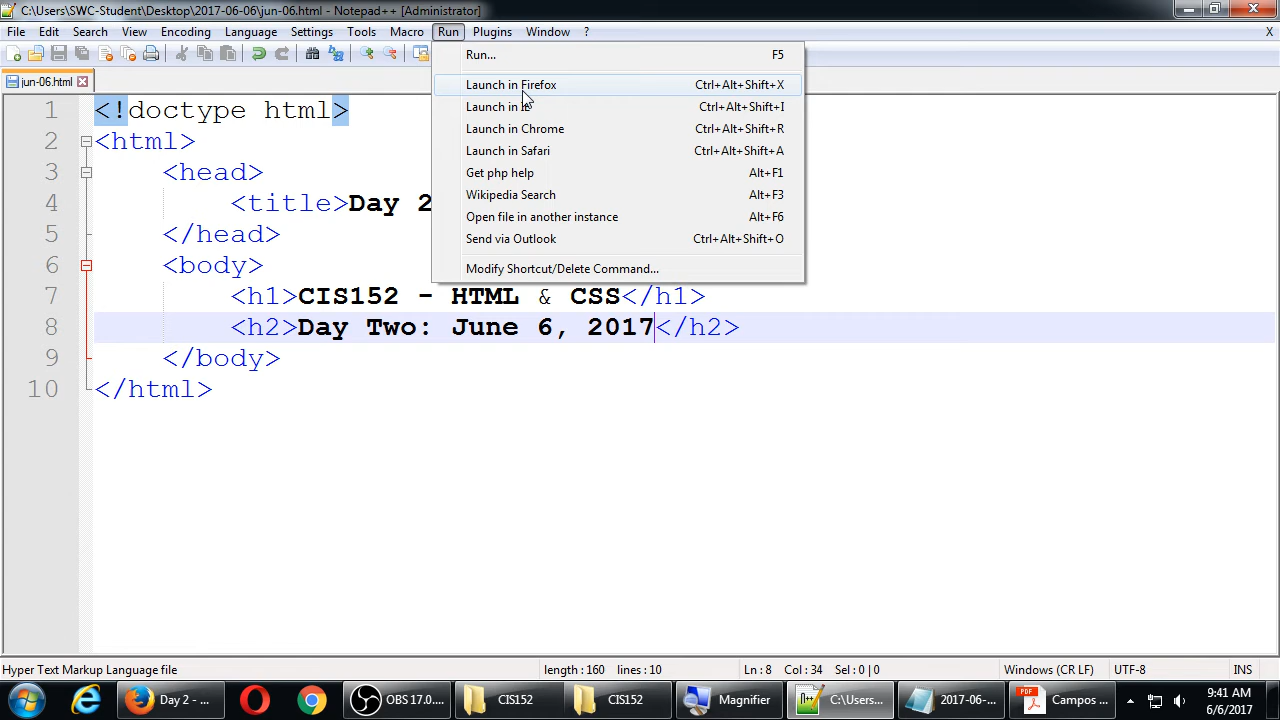 C:\Users\SWC-Student\Desktop\2017-06-06\jun-06.html - Notepad++ [Administrator]
File Edit Search View Encoding Language Settings Tools Macro Run Plugins Window ? X
jun-06.html
Run... F5
Launch in Firefox Ctrl+Alt+Shift+X
Launch in Ctrl+Alt+Shift+I
Launch in Chrome Ctrl+Alt+Shift+R
Launch in Safari Ctrl+Alt+Shift+A
Get php help Alt+F1
Wikipedia Search Alt+F3
Open file in another instance Alt+F6
Send via Outlook Ctrl+Alt+Shift+O
Modify Shortcut/Delete Command...
1 <!doctype html>
2 <html>
3 <head>
4 <title>Day 2
5 </head>
6 <body>
7 <h1>CIS152 - HTML & CSS</h1>
8 <h2>Day Two: June 6, 2017</h2>
9 </body>
10 </html>
Hyper Text Markup Language file length : 160 lines : 10 Ln : 8 Col : 34 Sel : 0 | 0 Windows (CR LF) UTF-8 INS
Day 2 - ... OBS 17.0.... CIS152 CIS152 Magnifier C:\Users... 2017-06-... Campos ... 9:41 AM
6/6/2017